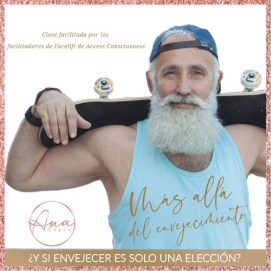 Clase facilitada por los
facilitadores de Facelift de Access Consciousness
Más allá
del envejecimiento
Ana
¿Y SI ENVEJECER ES SOLO UNA ELECCIÓN?